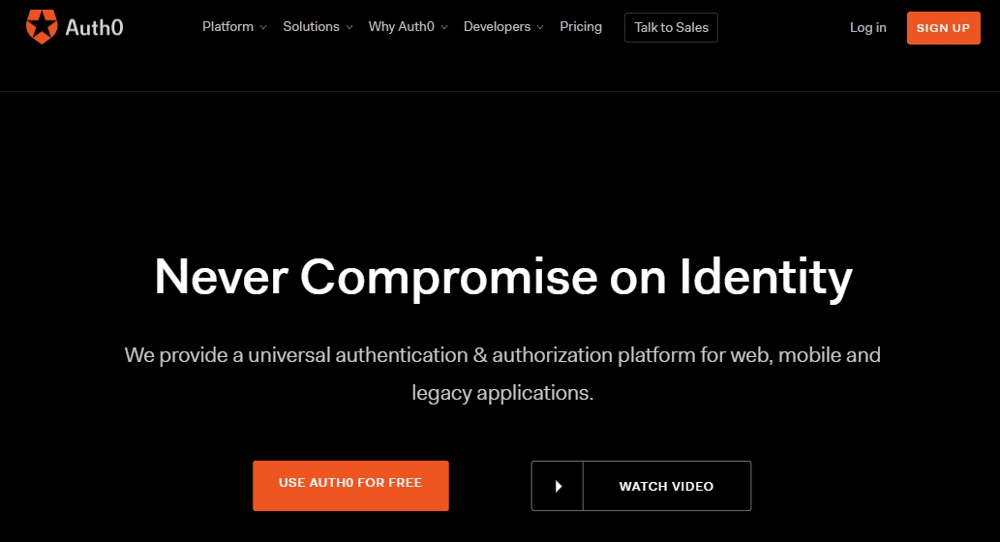 Auth0
Platform Solutions Why Auth0 Developers Pricing Talk to Sales Log in SIGN UP
Never Compromise on Identity
We provide a universal authentication & authorization platform for web, mobile and
legacy applications.
USE AUTH0 FOR FREE
WATCH VIDEO